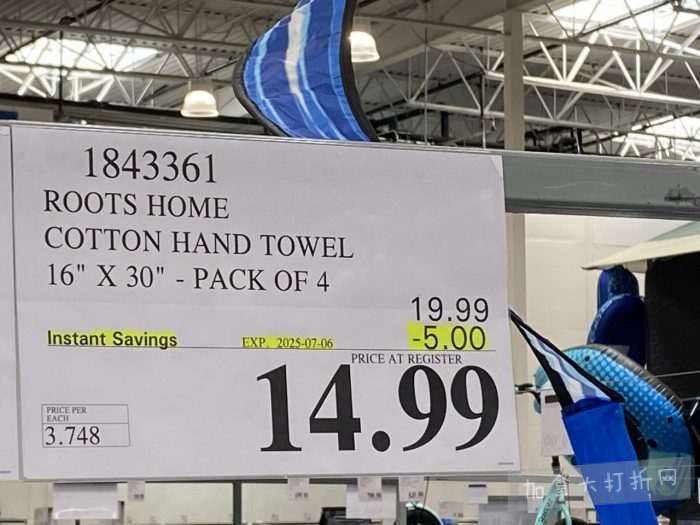 1843361
ROOTS HOME
COTTON HAND TOWEL
16" X 30" - PACK OF 4
19.99
Instant Savings EXP. 2025-07-06 -5.00
PRICE AT REGISTER
14.99
PRICE PER
EACH
3.748
加拿大打折网